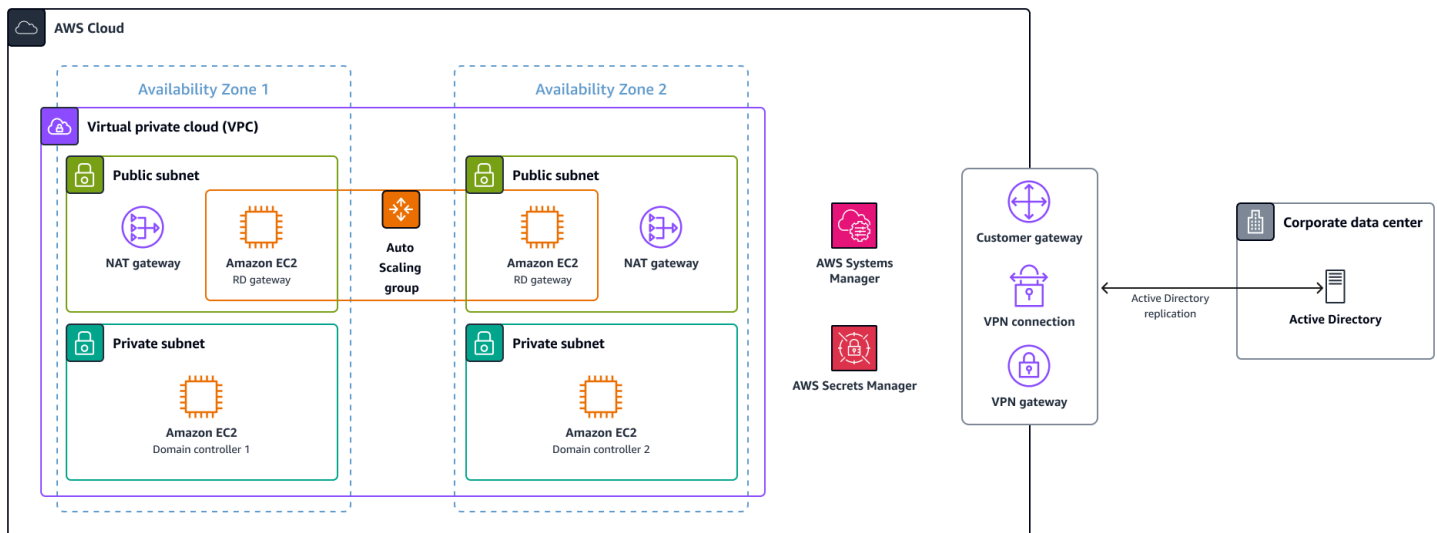 AWS Cloud
Availability Zone 1
Availability Zone 2
Virtual private cloud (VPC)
Public subnet
NAT gateway
Amazon EC2
RD gateway
Auto
Scaling
group
Public subnet
Amazon EC2
RD gateway
NAT gateway
Private subnet
Amazon EC2
Domain controller 1
Private subnet
Amazon EC2
Domain controller 2
AWS Systems
Manager
AWS Secrets Manager
Customer gateway
VPN connection
VPN gateway
Active Directory
replication
Corporate data center
Active Directory